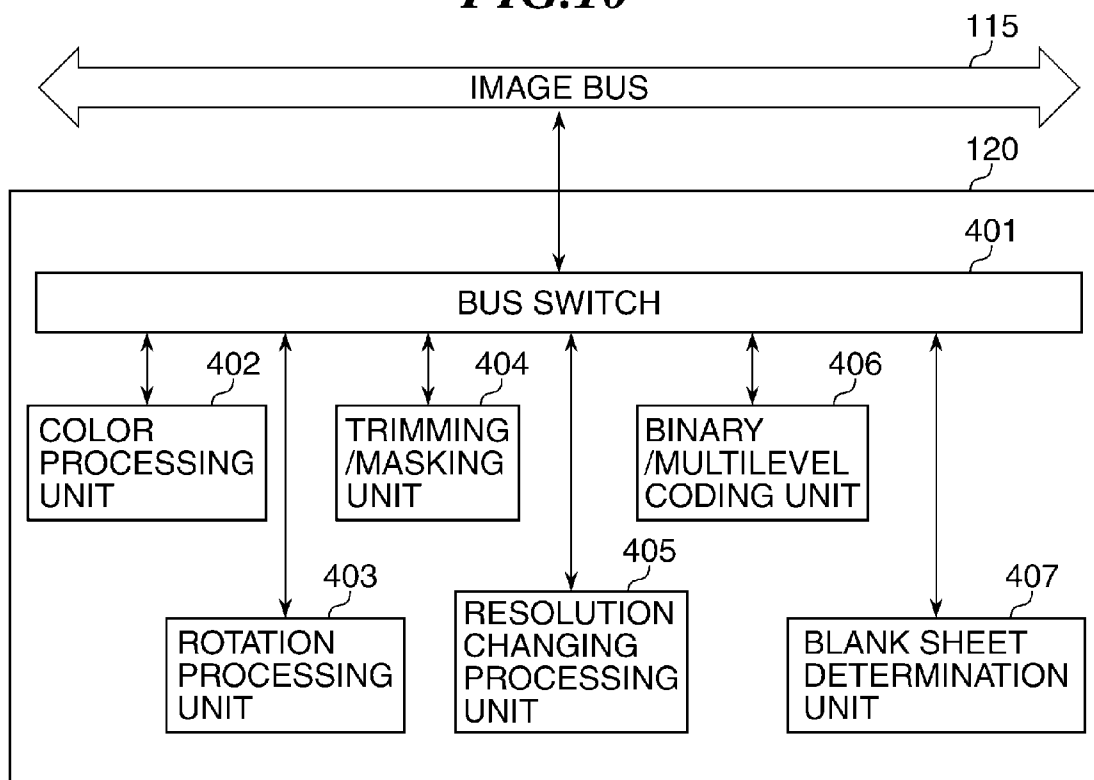 FIG.10
115
IMAGE BUS
120
401
BUS SWITCH
402
COLOR
PROCESSING
UNIT
404
TRIMMING
/MASKING
UNIT
406
BINARY
/MULTILEVEL
CODING UNIT
403
ROTATION
PROCESSING
UNIT
405
RESOLUTION
CHANGING
PROCESSING
UNIT
407
BLANK SHEET
DETERMINATION
UNIT